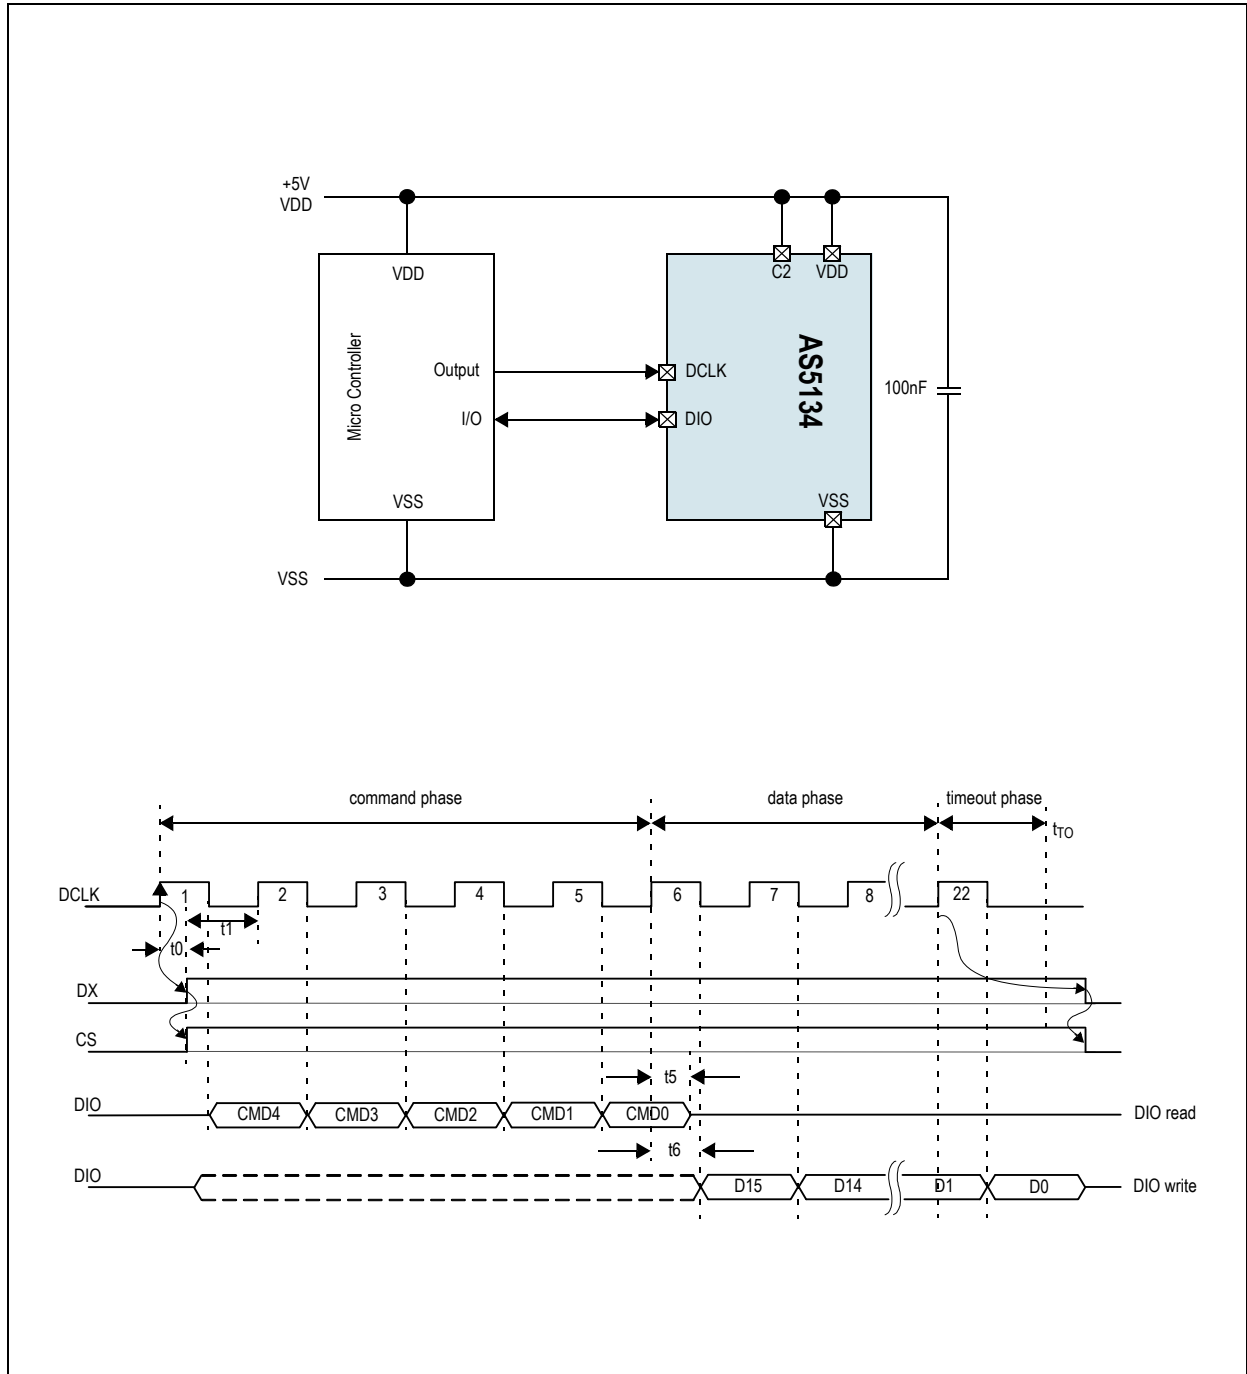 +5V
VDD
VDD
C2 VDD
Micro Controller
Output
I/O
DCLK
DIO
AS5134
100nF
VSS
VSS
VSS
command phase data phase timeout phase
tTO
DCLK 1 2 3 4 5 6 7 8 22
t1
t0
DX
CS
t5
DIO CMD4 CMD3 CMD2 CMD1 CMD0 DIO read
t6
DIO D15 D14 D1 D0 DIO write